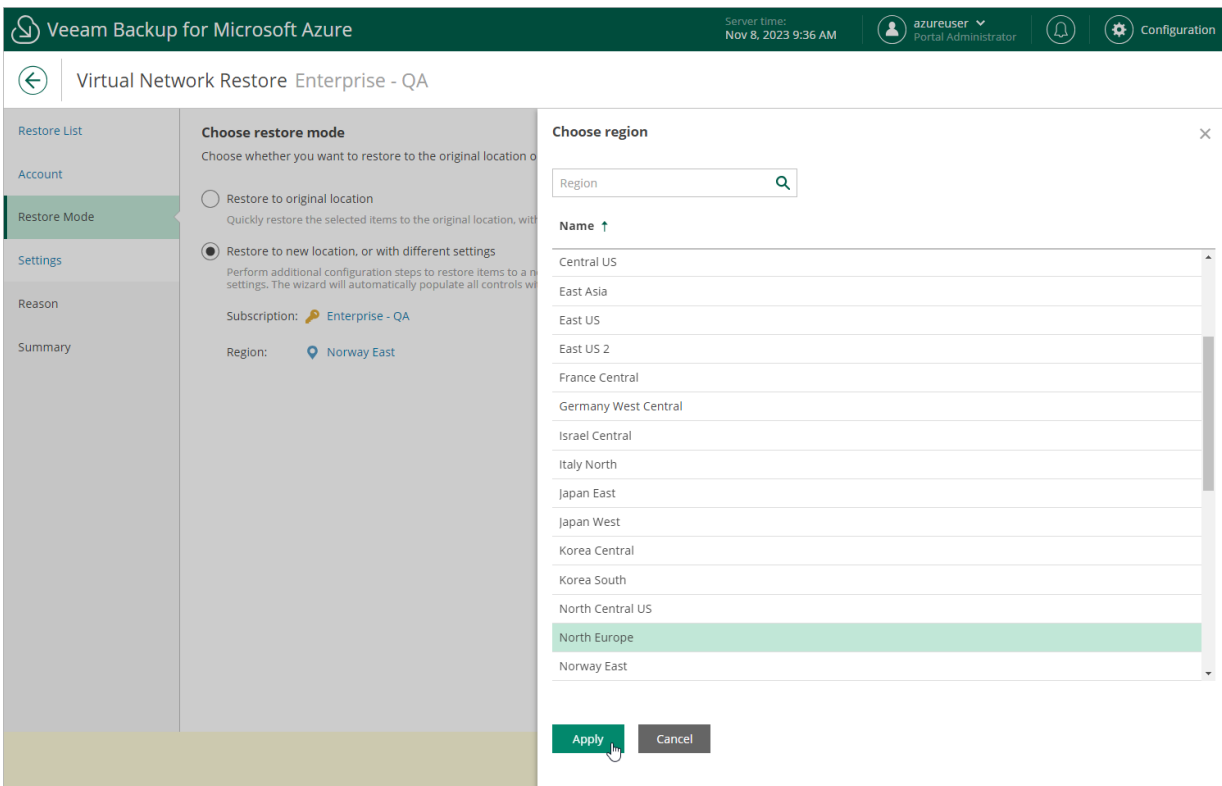 Veeam Backup for Microsoft Azure
Server time:
Nov 8, 2023 9:36 AM
azureuser
Portal Administrator
Configuration
Virtual Network Restore Enterprise - QA
Restore List
Account
Restore Mode
Settings
Reason
Summary
Choose restore mode
Choose whether you want to restore to the original location o
Restore to original location
Quickly restore the selected items to the original location, with
Restore to new location, or with different settings
Perform additional configuration steps to restore items to a n
settings. The wizard will automatically populate all controls wi
Subscription: Enterprise - QA
Region: Norway East
Choose region
Region
Name ↑
Central US
East Asia
East US
East US 2
France Central
Germany West Central
Israel Central
Italy North
Japan East
Japan West
Korea Central
Korea South
North Central US
North Europe
Norway East
Apply
Cancel